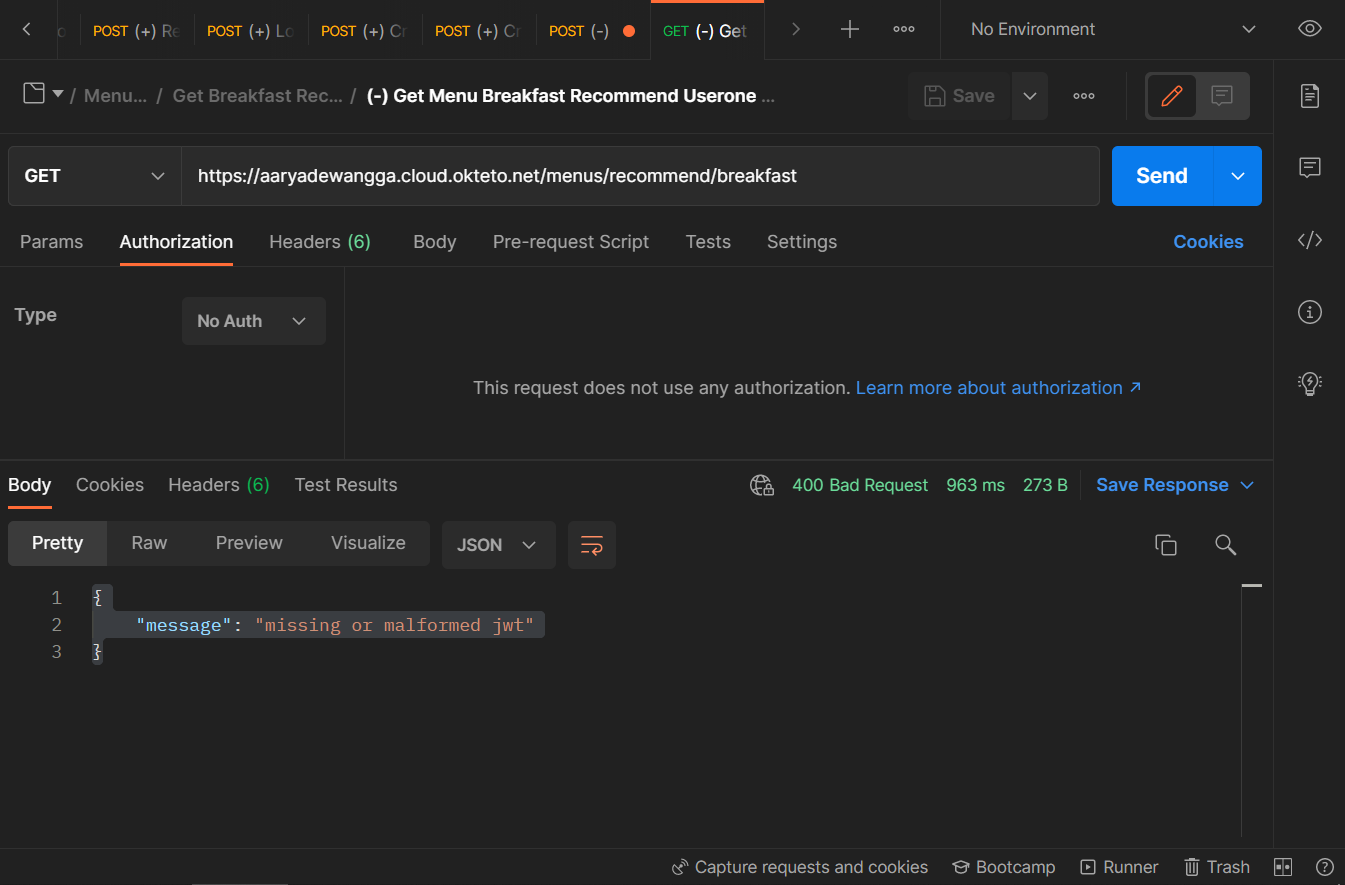 POST (+) Re POST (+) Lo POST (+) Cr POST (+) Cr POST (-) GET (-) Get No Environment
/ Menu... / Get Breakfast Rec... / (-) Get Menu Breakfast Recommend Userone ... Save
GET https://aaryadewangga.cloud.okteto.net/menus/recommend/breakfast Send
Params Authorization Headers (6) Body Pre-request Script Tests Settings Cookies
Type No Auth
This request does not use any authorization. Learn more about authorization ↗
Body Cookies Headers (6) Test Results 400 Bad Request 963 ms 273 B Save Response
Pretty Raw Preview Visualize JSON
1 {
2 "message": "missing or malformed jwt"
3 }
Capture requests and cookies Bootcamp Runner Trash